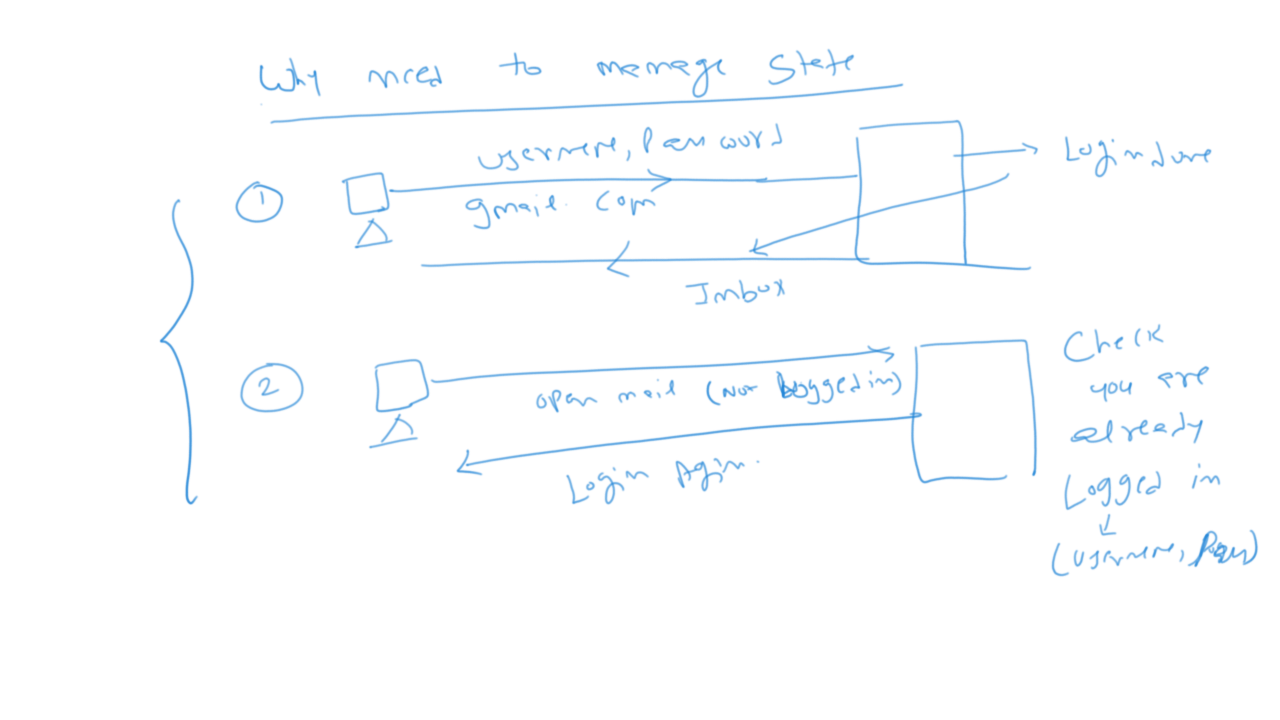 Why need to manage State
username, Password
gmail. com
Login done
Inbox
1
2
open mail (Not Logged in)
Login Agin.
Check
you are
already
Logged in
(username, Pass)